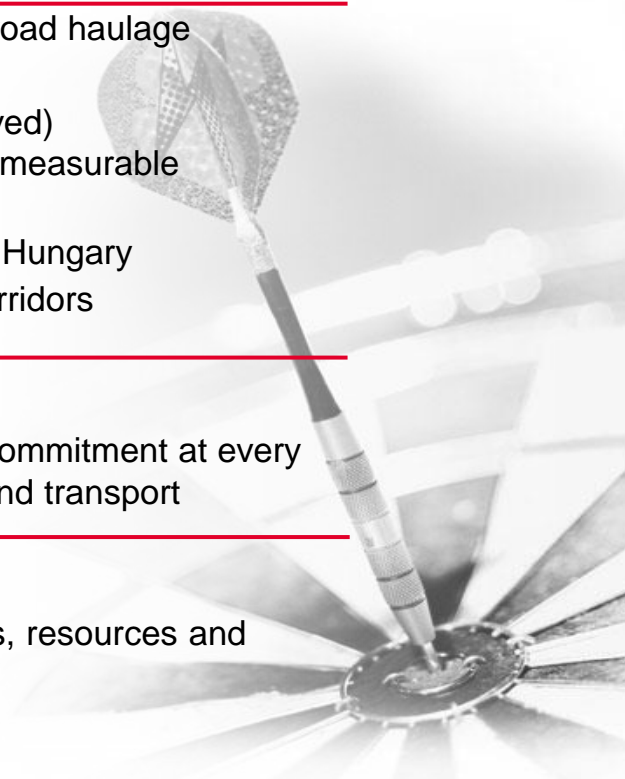 oad haulage
ved)
measurable
Hungary
rridors
ommitment at every
nd transport
s, resources and